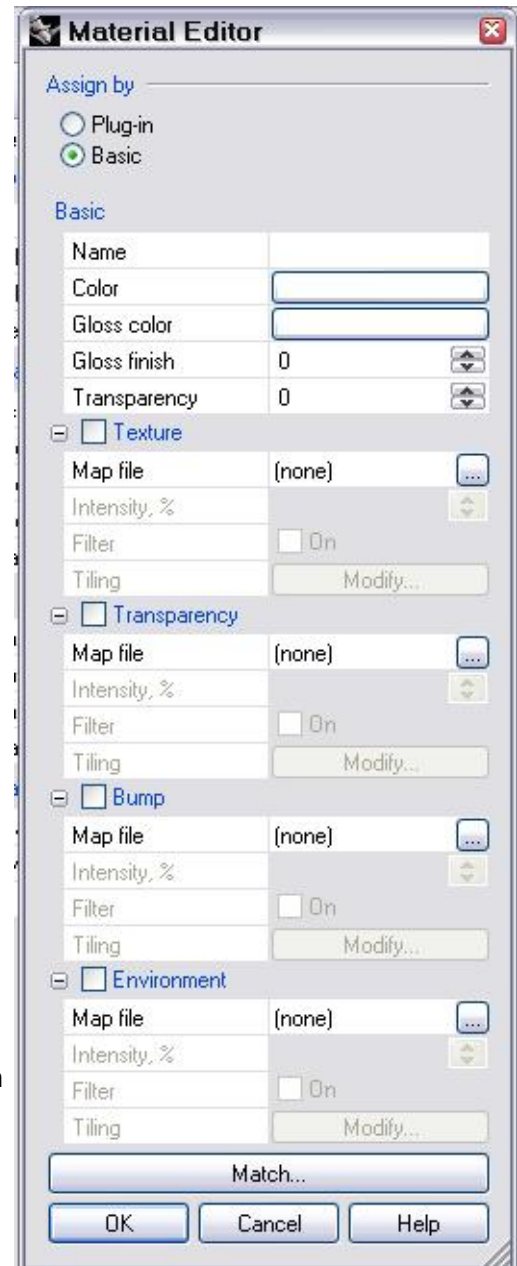 Material Editor
Assign by
Plug-in
Basic
Basic
Name
Color
Gloss color
Gloss finish 0
Transparency 0
Texture
Map file (none) ...
Intensity, %
Filter On
Tiling Modify...
Transparency
Map file (none) ...
Intensity, %
Filter On
Tiling Modify...
Bump
Map file (none) ...
Intensity, %
Filter On
Tiling Modify...
Environment
Map file (none) ...
Intensity, %
Filter On
Tiling Modify...
Match...
OK Cancel Help